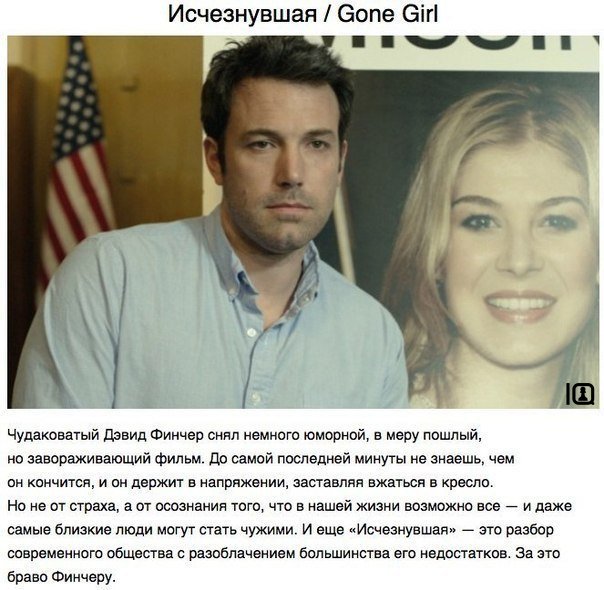 Исчезнувшая / Gone Girl
IQ
Чудаковатый Дэвид Финчер снял немного юморной, в меру пошлый,
но завораживающий фильм. До самой последней минуты не знаешь, чем
он кончится, и он держит в напряжении, заставляя вжаться в кресло.
Но не от страха, а от осознания того, что в нашей жизни возможно все — и даже
самые близкие люди могут стать чужими. И еще «Исчезнувшая» — это разбор
современного общества с разоблачением большинства его недостатков. За это
браво Финчеру.